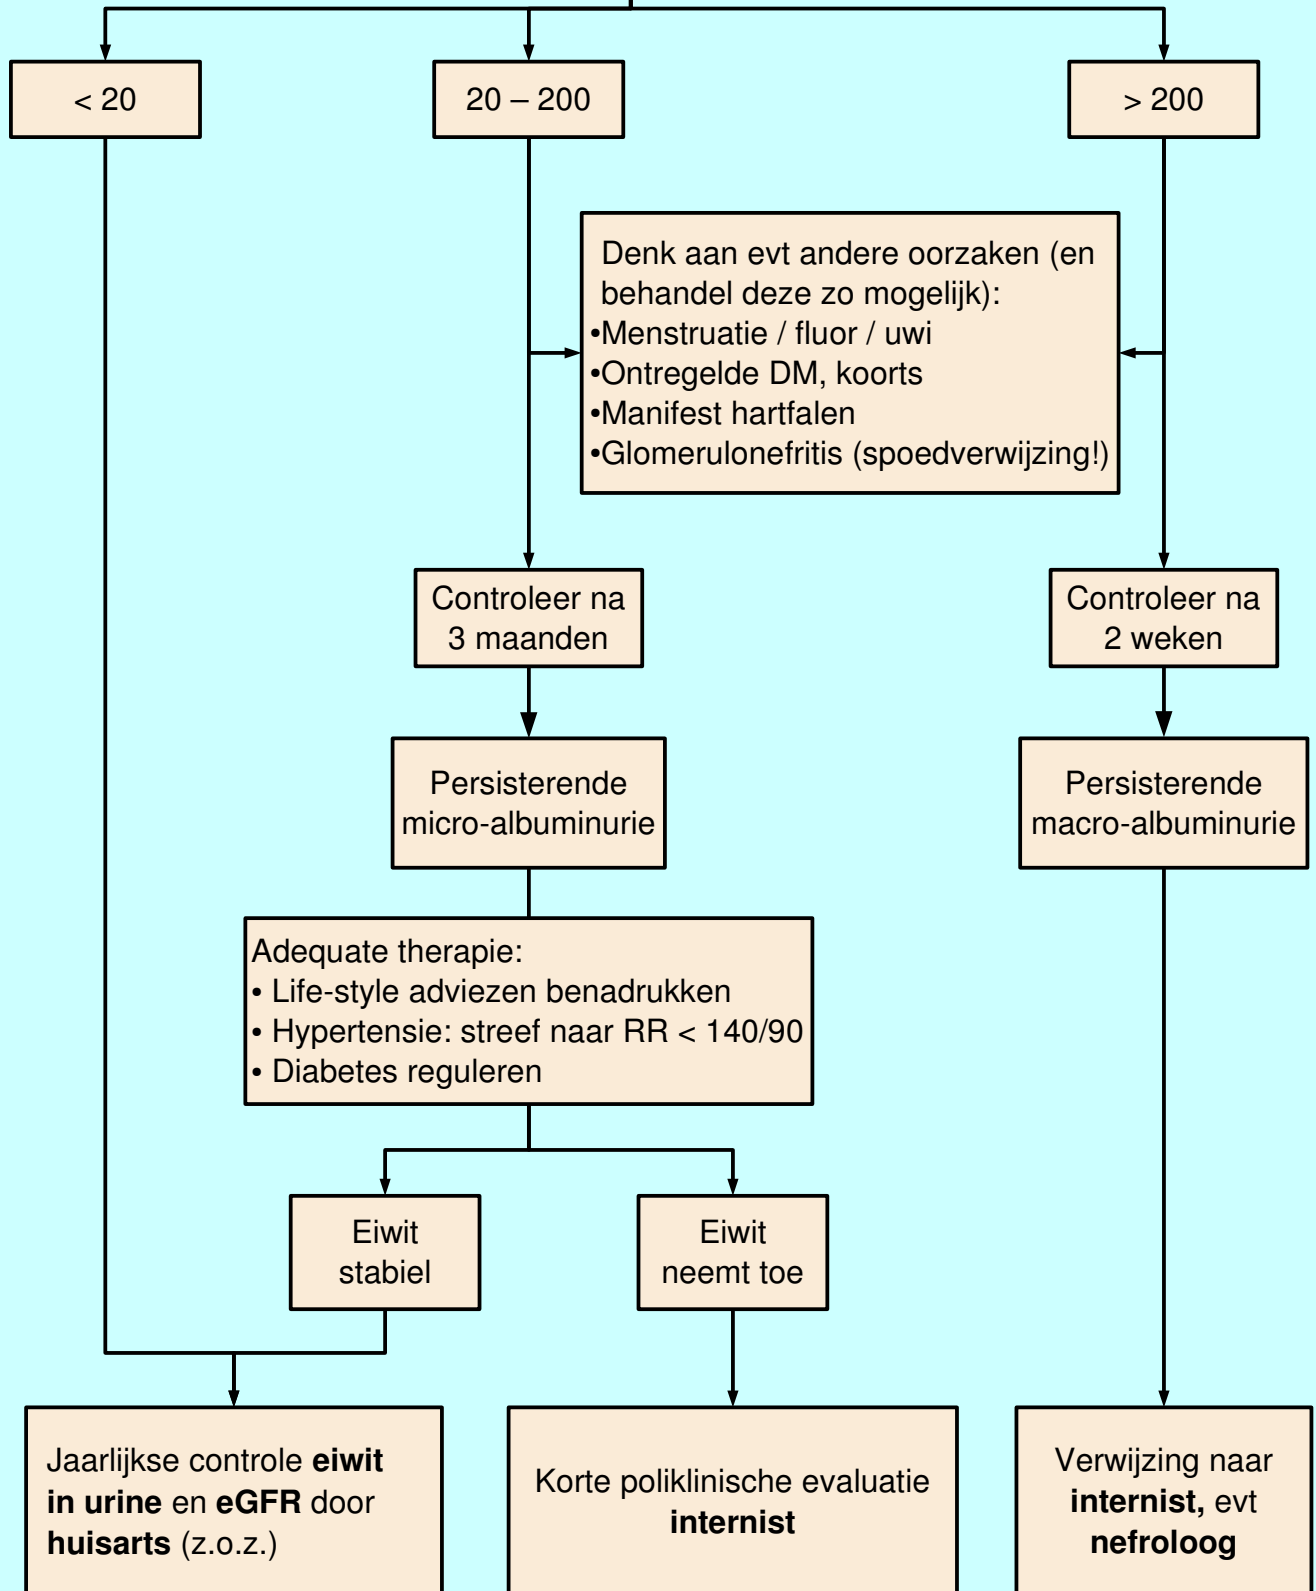 < 20
20 – 200
> 200
Denk aan evt andere oorzaken (en
behandel deze zo mogelijk):
•Menstruatie / fluor / uwi
•Ontregelde DM, koorts
•Manifest hartfalen
•Glomerulonefritis (spoedverwijzing!)
Controleer na
3 maanden
Controleer na
2 weken
Persisterende
micro-albuminurie
Persisterende
macro-albuminurie
Adequate therapie:
• Life-style adviezen benadrukken
• Hypertensie: streef naar RR < 140/90
• Diabetes reguleren
Eiwit
stabiel
Eiwit
neemt toe
Jaarlijkse controle eiwit
in urine en eGFR door
huisarts (z.o.z.)
Korte poliklinische evaluatie
internist
Verwijzing naar
internist, evt
nefroloog